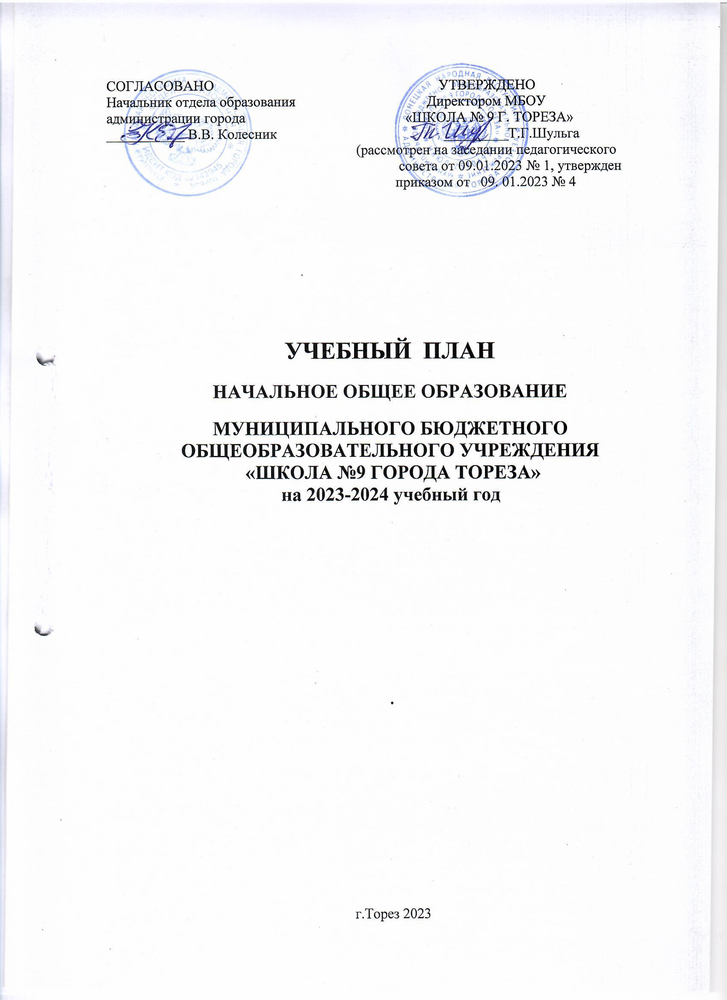 СОГЛАСОВАНО
Начальник отдела образования
администрации города
___________ В.В. Колесник
УТВЕРЖДЕНО
Директором МБОУ
«ШКОЛА № 9 Г. ТОРЕЗА»
_________Т.Г.Шульга
(рассмотрен на заседании педагогического
совета от 09.01.2023 № 1, утвержден
приказом от 09. 01.2023 № 4
УЧЕБНЫЙ ПЛАН
НАЧАЛЬНОЕ ОБЩЕЕ ОБРАЗОВАНИЕ
МУНИЦИПАЛЬНОГО БЮДЖЕТНОГО
ОБЩЕОБРАЗОВАТЕЛЬНОГО УЧРЕЖДЕНИЯ
«ШКОЛА №9 ГОРОДА ТОРЕЗА»
на 2023-2024 учебный год
г.Торез 2023